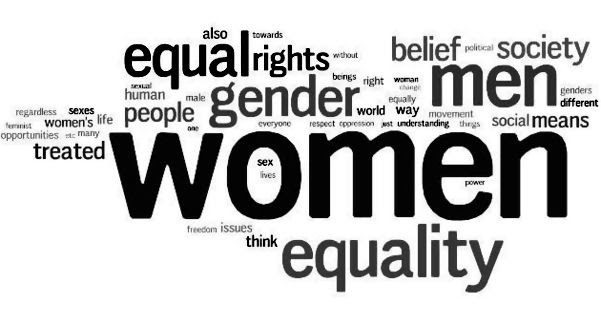 also towards
equal rights without belief political society
sexual beings right woman men genders
human male gender change different
regardless sexes people world equally way movement social means
feminist women's life one everyone respect oppression just understanding things
opportunities etc many
treated women
sex
lives
power
freedom issues
think equality